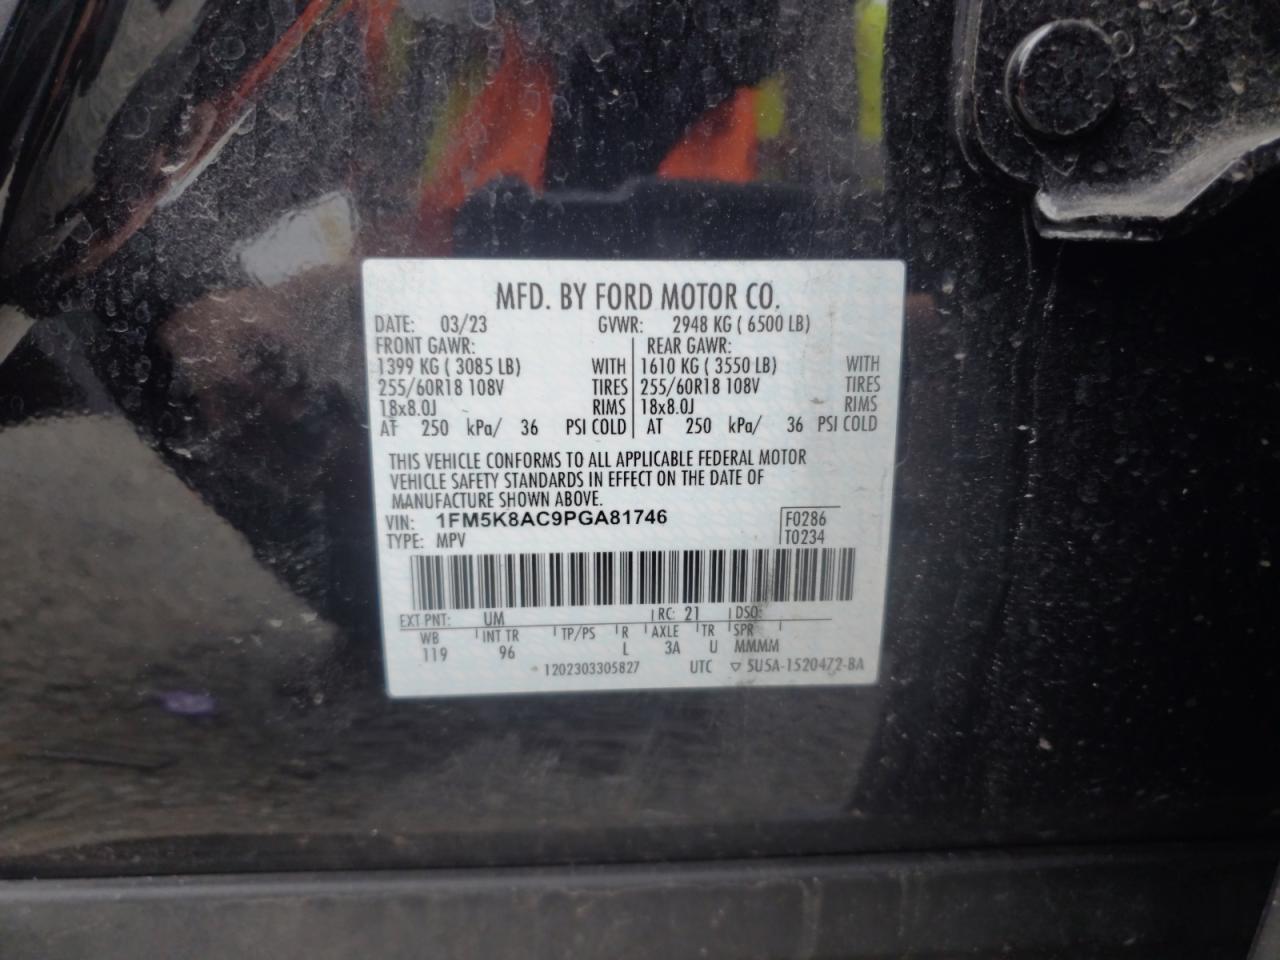 MFD. BY FORD MOTOR CO.
DATE: 03/23 GVWR: 2948 KG ( 6500 LB)
FRONT GAWR: REAR GAWR:
1399 KG ( 3085 LB) WITH 1610 KG ( 3550 LB) WITH
255/60R18 108V TIRES 255/60R18 108V TIRES
18x8.0J RIMS 18x8.0J RIMS
AT 250 kPa/ 36 PSI COLD AT 250 kPa/ 36 PSI COLD
THIS VEHICLE CONFORMS TO ALL APPLICABLE FEDERAL MOTOR
VEHICLE SAFETY STANDARDS IN EFFECT ON THE DATE OF
MANUFACTURE SHOWN ABOVE.
VIN: 1FM5K8AC9PGA81746 F0286
TYPE: MPV T0234
EXT PNT: UM RC: 21 DSO:
WB INT TR TP/PS R AXLE TR SPR
119 96 L 3A U MMMM
1202303305827 UTC ▽ 5U5A-1520472-BA